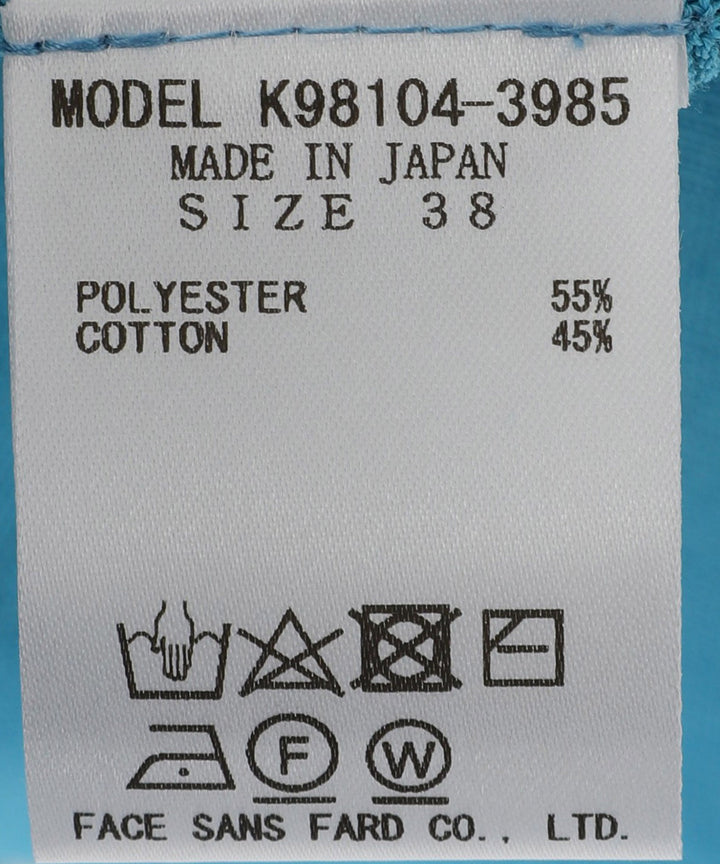 MODEL K98104-3985
MADE IN JAPAN
SIZE 38
POLYESTER 55%
COTTON 45%
F W
FACE SANS FARD CO., LTD.